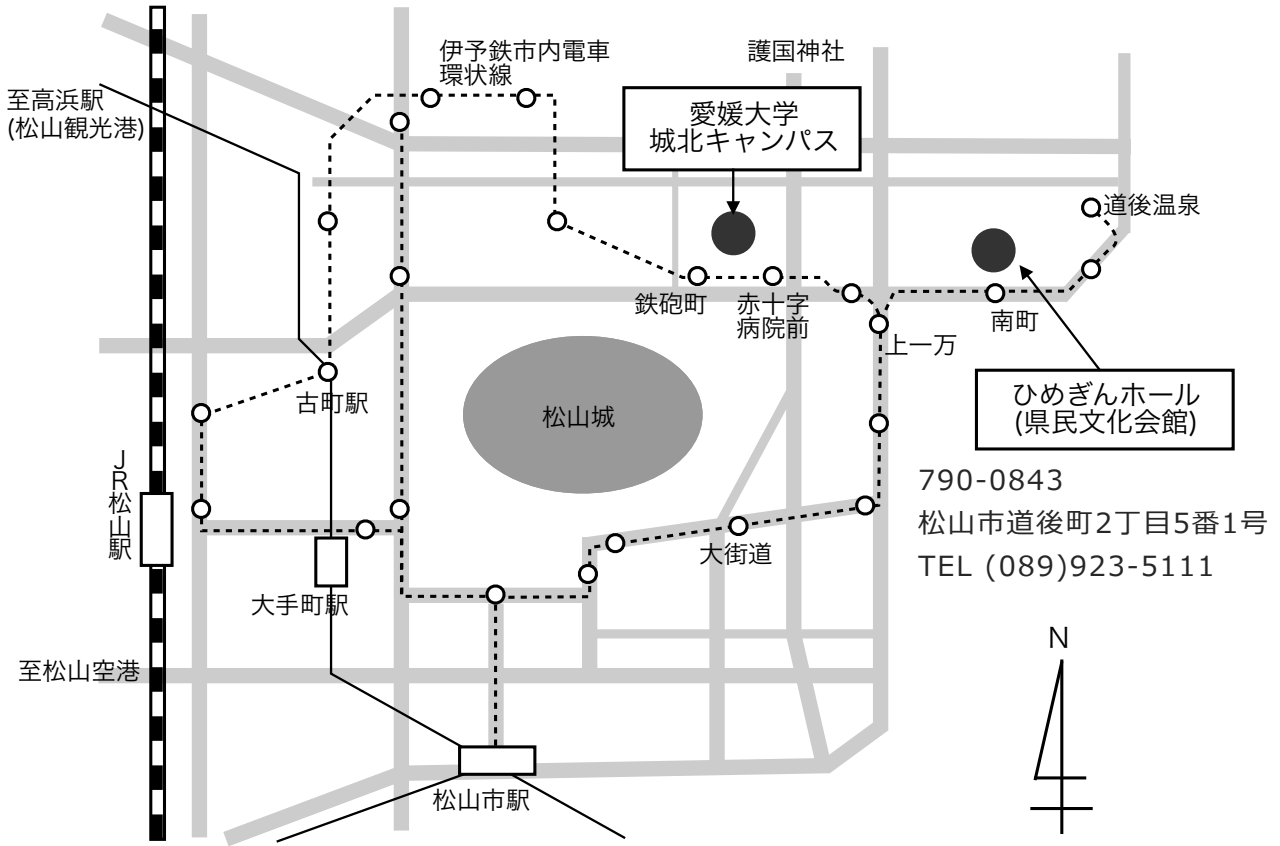 伊予鉄市内電車
環状線
護国神社
至高浜駅
(松山観光港)
愛媛大学
城北キャンパス
道後温泉
鉄砲町
赤十字
病院前
南町
上一万
古町駅
ひめぎんホール
(県民文化会館)
松山城
JR松山駅
790-0843
松山市道後町2丁目5番1号
TEL (089)923-5111
大街道
大手町駅
N
至松山空港
松山市駅